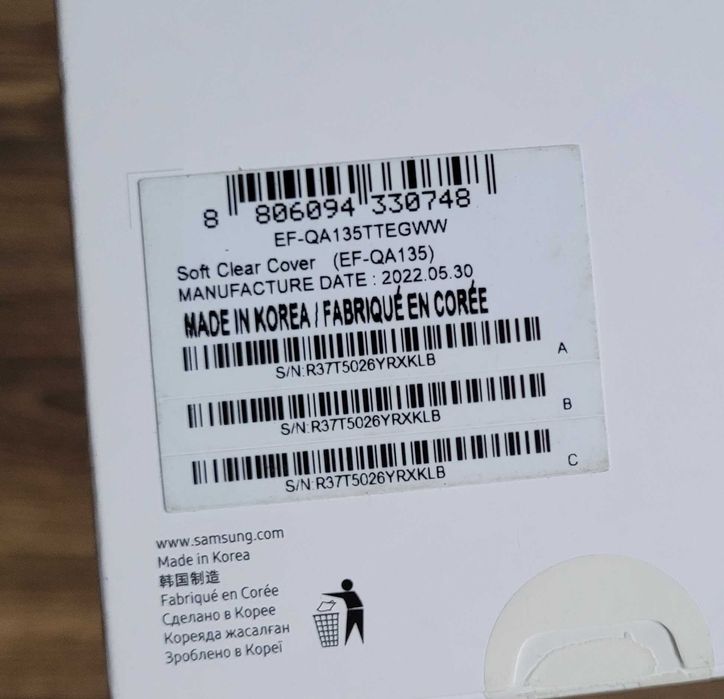 8 806094 330748
EF-QA135TTEGWW
Soft Clear Cover (EF-QA135)
MANUFACTURE DATE : 2022.05.30
MADE IN KOREA / FABRIQUÉ EN CORÉE
A
S/N:R37T5026YRXKLB
B
S/N:R37T5026YRXKLB
C
S/N:R37T5026YRXKLB
www.samsung.com
Made in Korea
韩国制造
Fabriqué en Corée
Сделано в Корее
Кореяда жасалған
Зроблено в Кореї